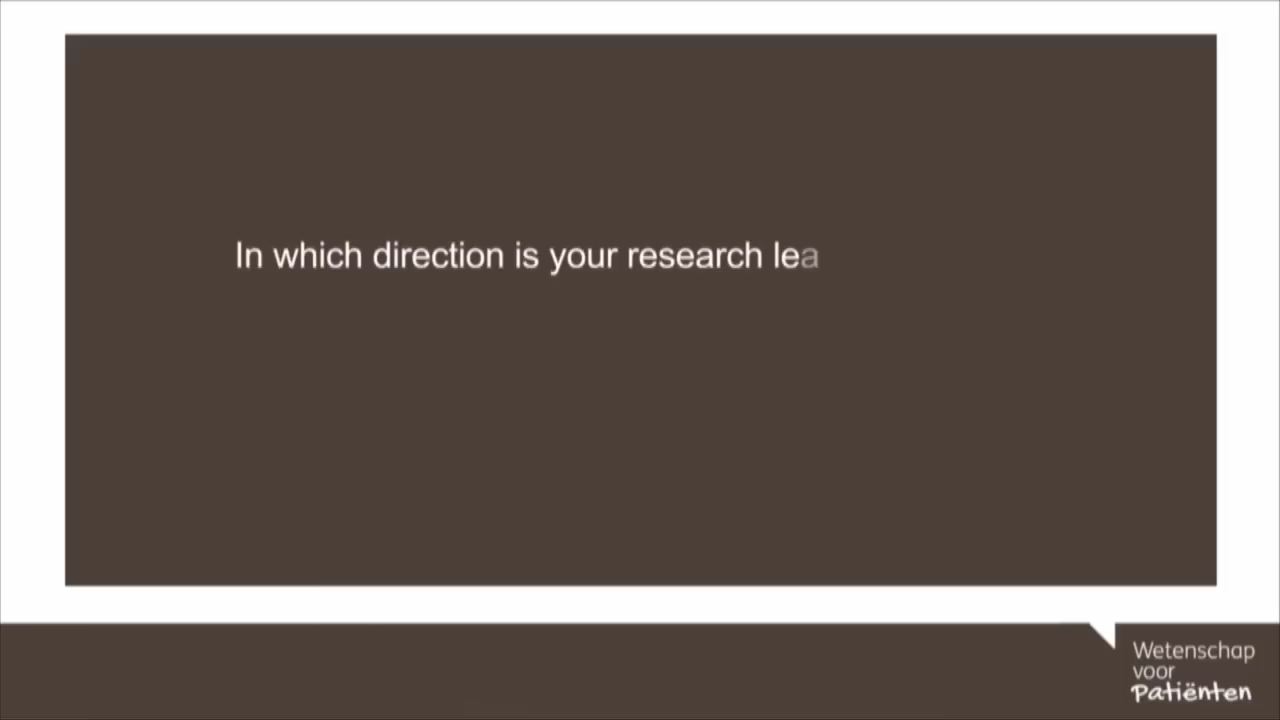 In which direction is your research lea
Wetenschap
voor
Patiënten